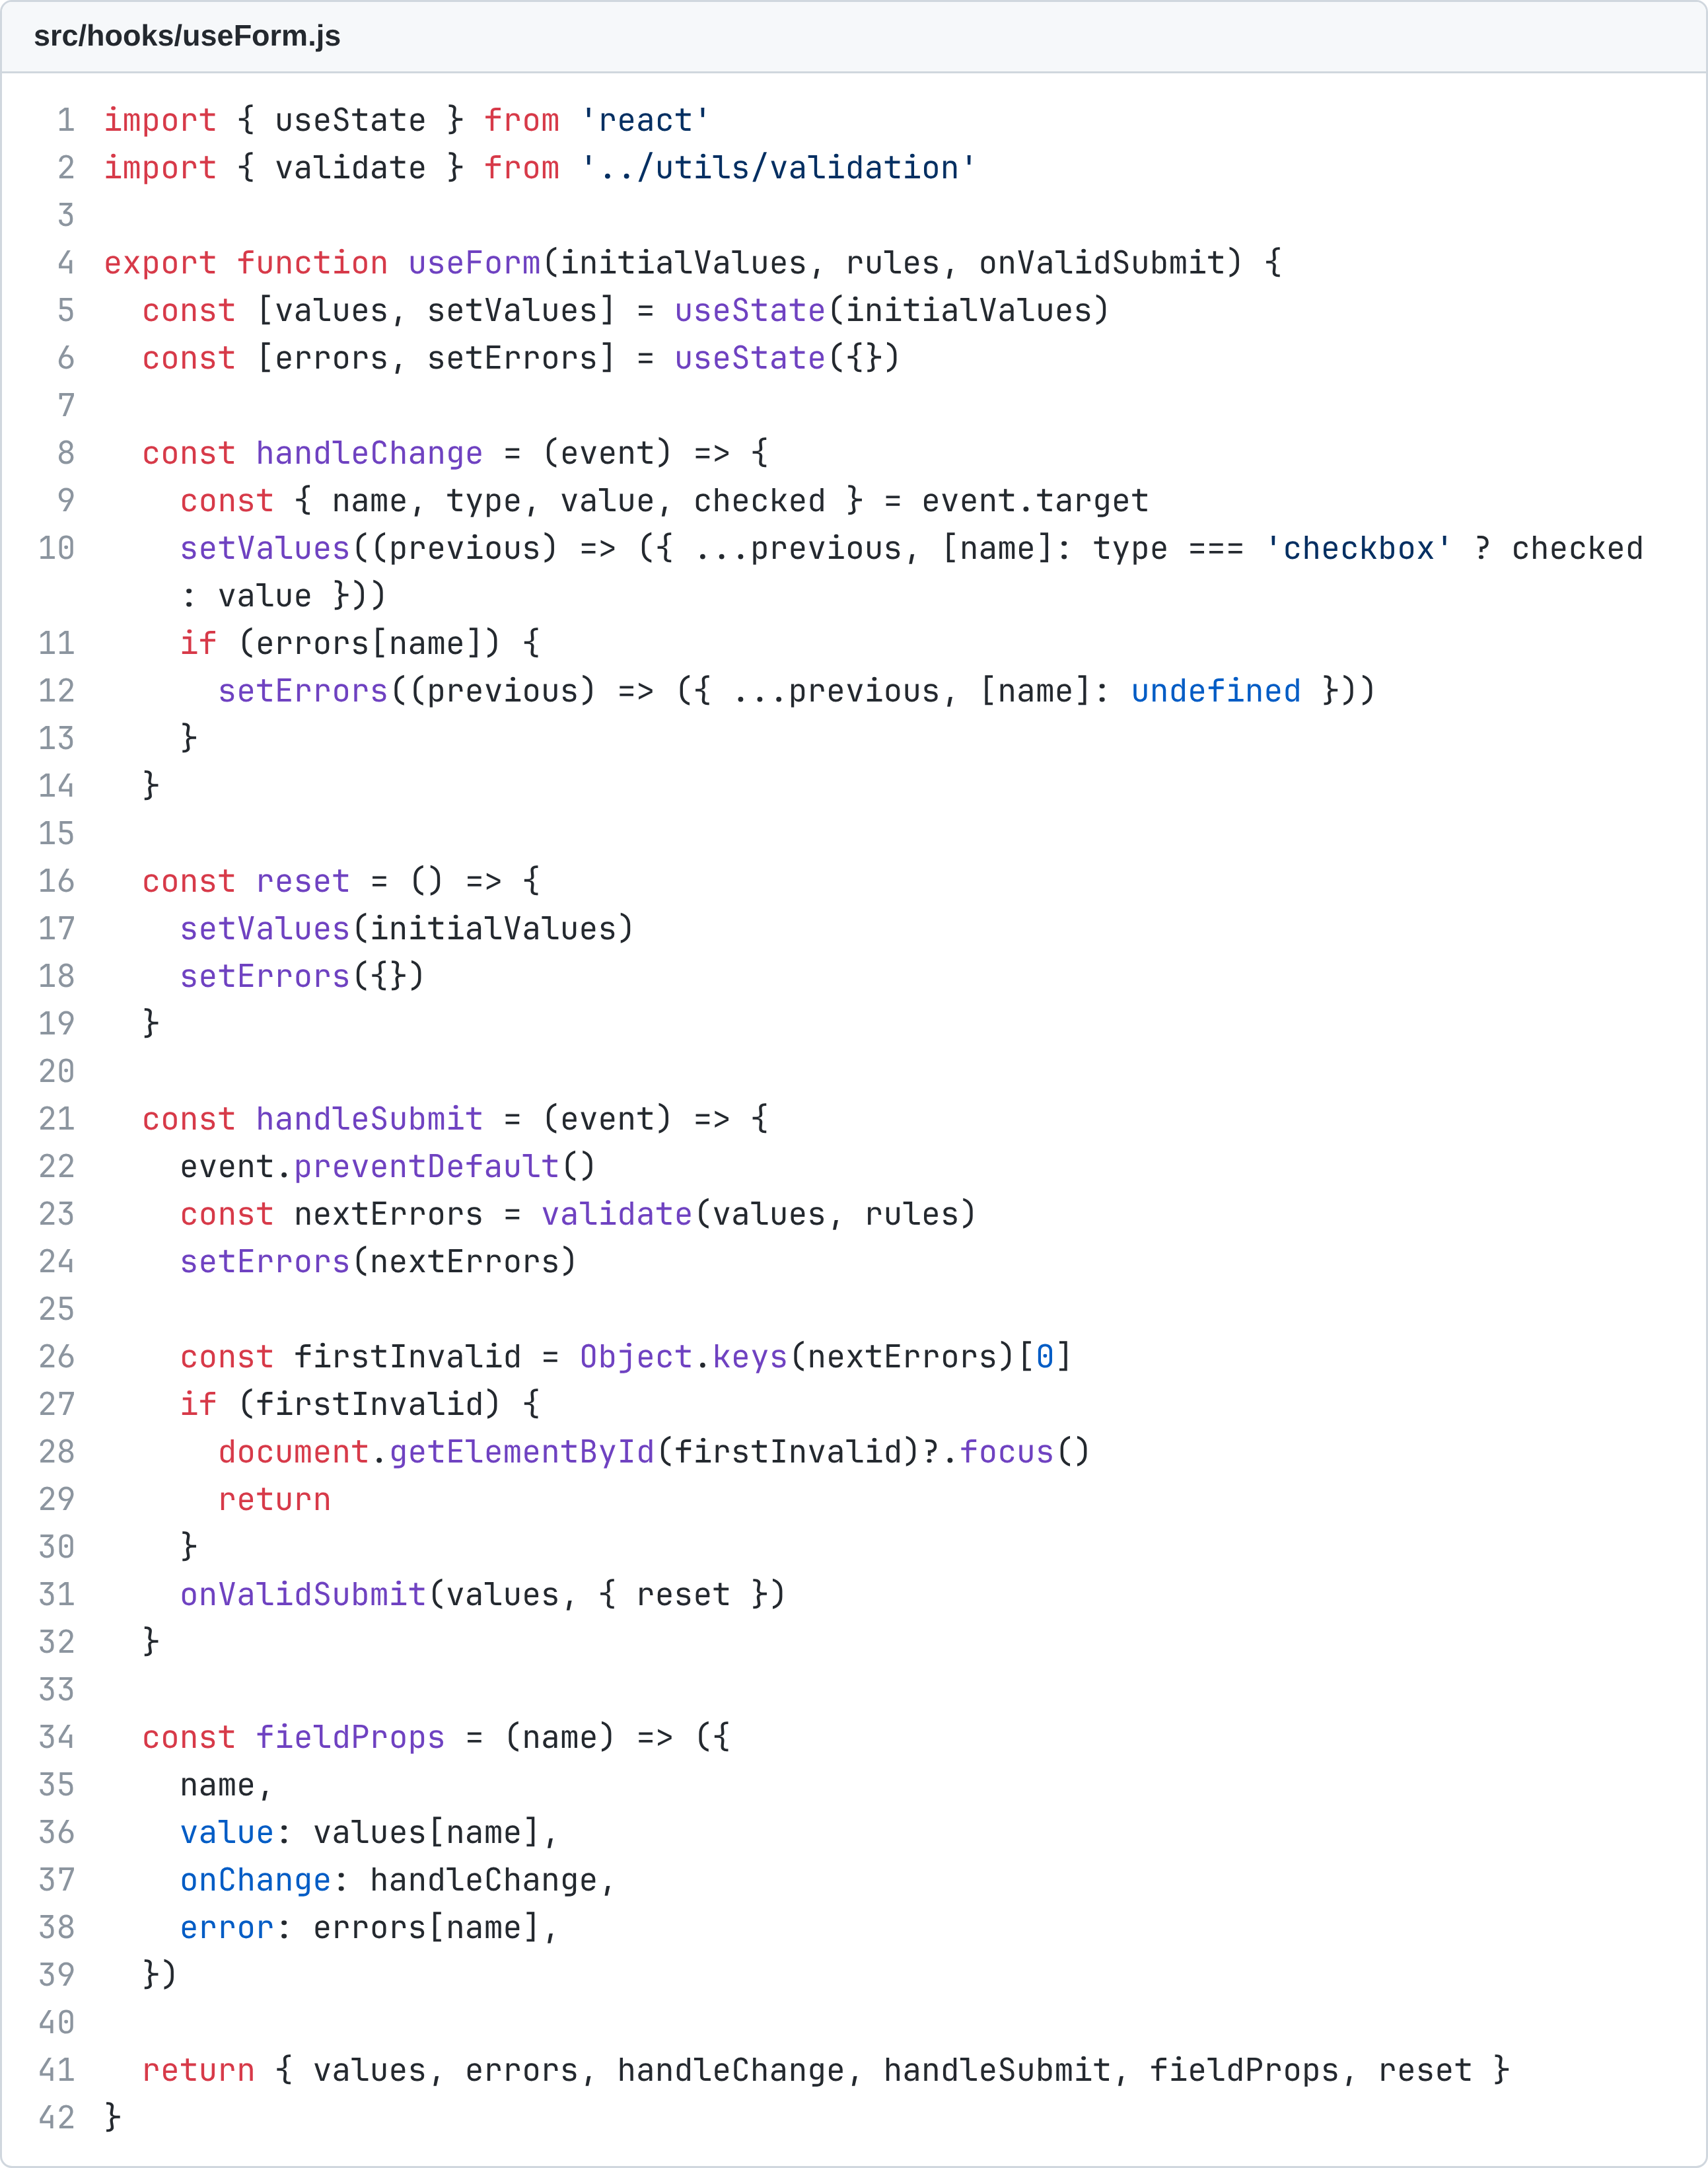 src/hooks/useForm.js
1 import { useState } from 'react'
2 import { validate } from '../utils/validation'
3
4 export function useForm(initialValues, rules, onValidSubmit) {
5   const [values, setValues] = useState(initialValues)
6   const [errors, setErrors] = useState({})
7
8   const handleChange = (event) => {
9     const { name, type, value, checked } = event.target
10     setValues((previous) => ({ ...previous, [name]: type === 'checkbox' ? checked
    : value }))
11     if (errors[name]) {
12       setErrors((previous) => ({ ...previous, [name]: undefined }))
13     }
14   }
15
16   const reset = () => {
17     setValues(initialValues)
18     setErrors({})
19   }
20
21   const handleSubmit = (event) => {
22     event.preventDefault()
23     const nextErrors = validate(values, rules)
24     setErrors(nextErrors)
25
26     const firstInvalid = Object.keys(nextErrors)[0]
27     if (firstInvalid) {
28       document.getElementById(firstInvalid)?.focus()
29       return
30     }
31     onValidSubmit(values, { reset })
32   }
33
34   const fieldProps = (name) => ({
35     name,
36     value: values[name],
37     onChange: handleChange,
38     error: errors[name],
39   })
40
41   return { values, errors, handleChange, handleSubmit, fieldProps, reset }
42 }